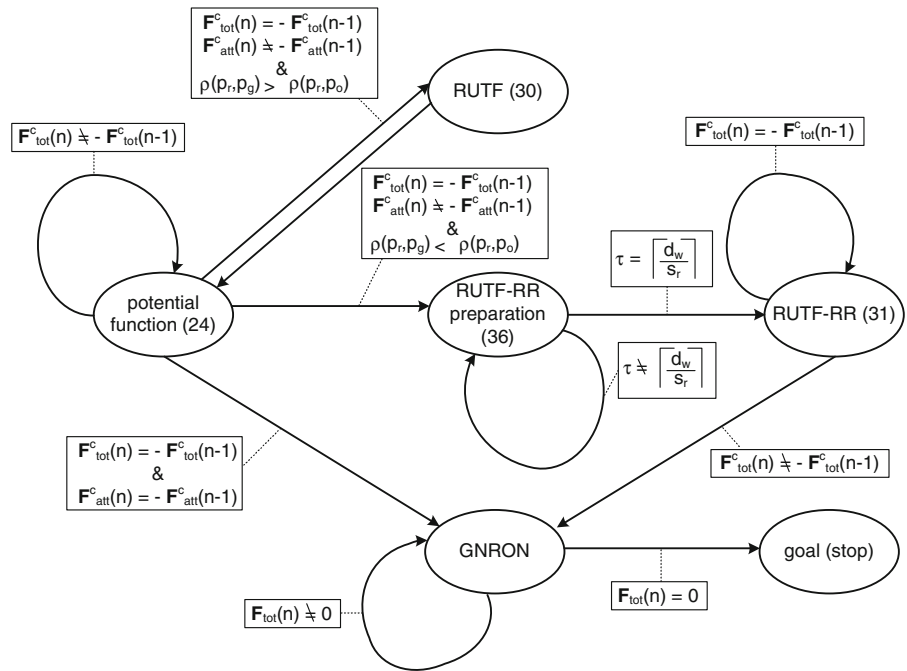 F^c_tot(n) = - F^c_tot(n-1)
F^c_att(n) ≠ - F^c_att(n-1)
&
ρ(p_r,p_g) > ρ(p_r,p_o)
RUTF (30)
F^c_tot(n) ≠ - F^c_tot(n-1)
F^c_tot(n) = - F^c_tot(n-1)
F^c_tot(n) = - F^c_tot(n-1)
F^c_att(n) ≠ - F^c_att(n-1)
&
ρ(p_r,p_g) < ρ(p_r,p_o)
τ = ⌈d_w/s_r⌉
potential
function (24)
RUTF-RR
preparation
(36)
RUTF-RR (31)
τ ≠ ⌈d_w/s_r⌉
F^c_tot(n) = - F^c_tot(n-1)
&
F^c_att(n) = - F^c_att(n-1)
F^c_tot(n) ≠ - F^c_tot(n-1)
GNRON
goal (stop)
F_tot(n) ≠ 0
F_tot(n) = 0